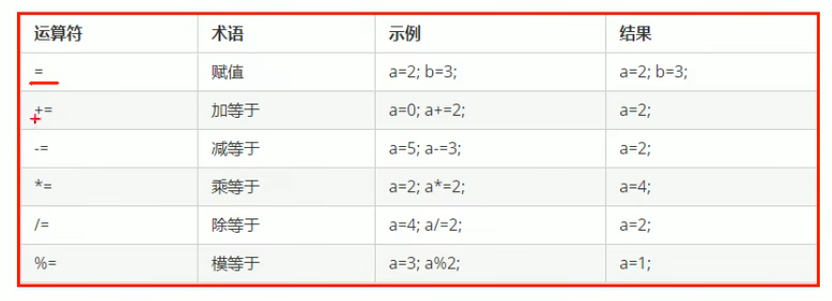 运算符 术语 示例 结果
= 赋值 a=2; b=3; a=2; b=3;
+= 加等于 a=0; a+=2; a=2;
-= 减等于 a=5; a-=3; a=2;
*= 乘等于 a=2; a*=2; a=4;
/= 除等于 a=4; a/=2; a=2;
%= 模等于 a=3; a%2; a=1;